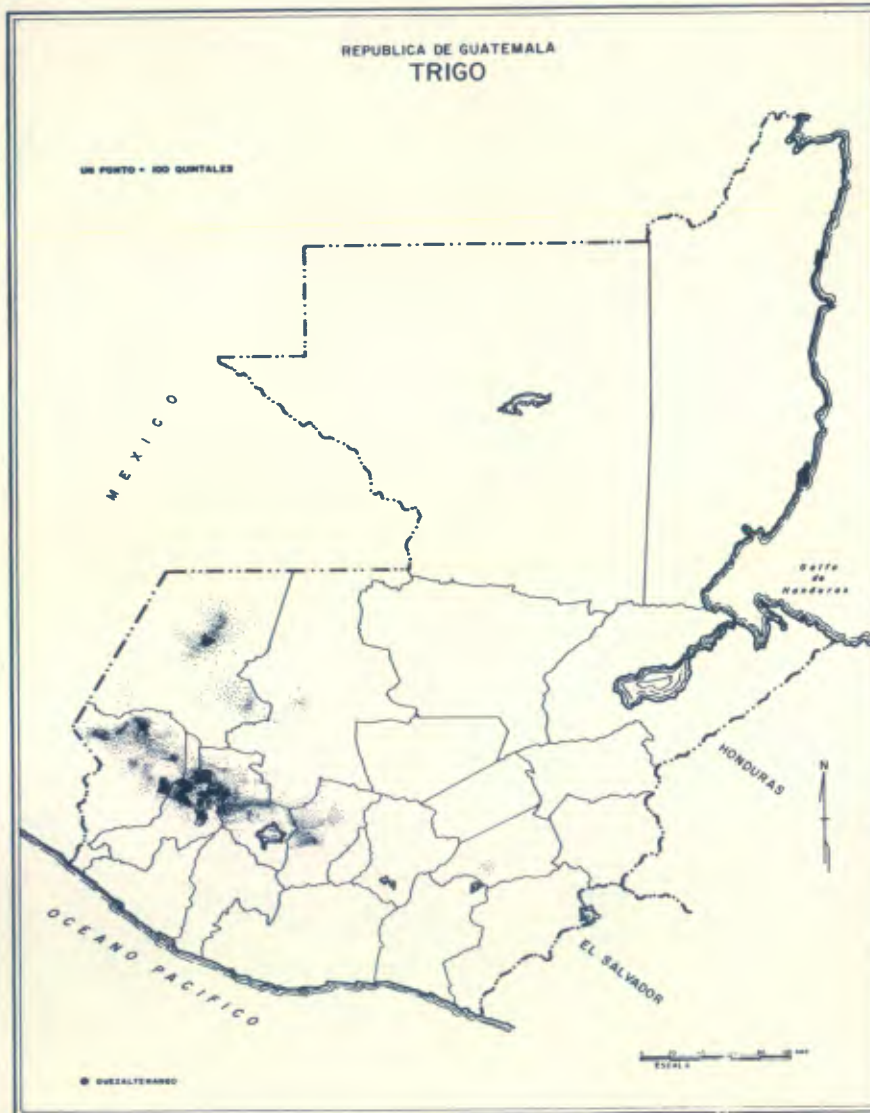 REPUBLICA DE GUATEMALA
TRIGO
UN PUNTO = 100 QUINTALES
MEXICO
Golfo
de
Honduras
HONDURAS
N
OCEANO PACIFICO
EL SALVADOR
ESCALA
QUEZALTENANGO